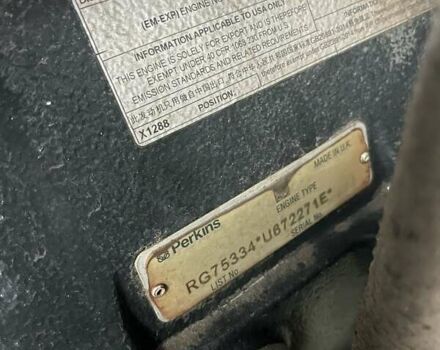 (EM-EXP) ENGINE NO
INFORMATION APPLICABLE TO USA ONLY
THIS ENGINE IS SOLELY FOR EXPORT AND IS THEREFORE
EXEMPT UNDER 40 CFR 1068.230 FROM U.S.
EMISSION STANDARDS AND RELATED REQUIREMENTS.
POSITION.
X1288
Perkins
MADE IN U.K.
ENGINE TYPE
RG75334*U672271E*
LIST No
SERIAL No.